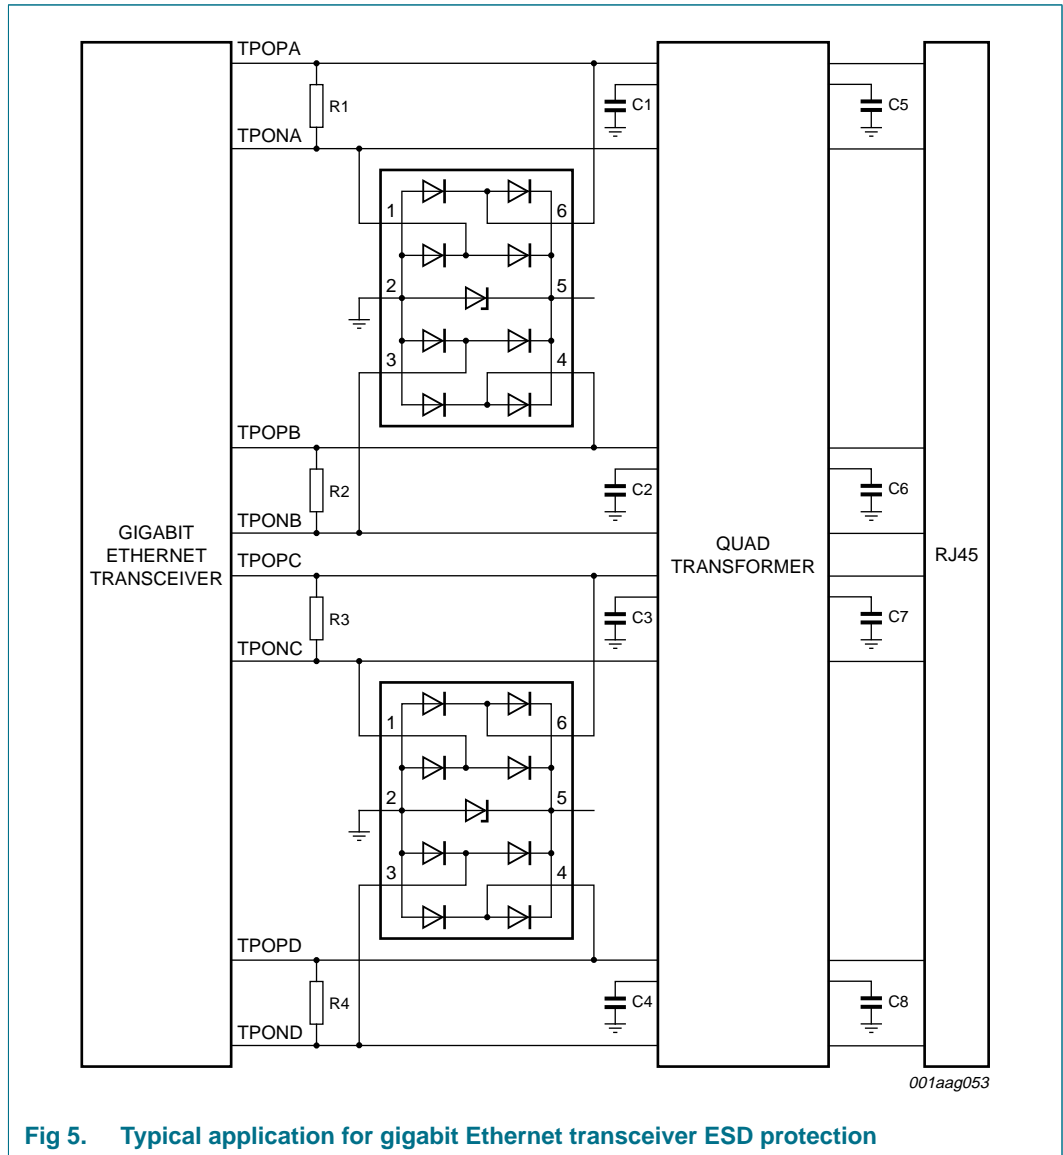 TPOPA
R1
C1
C5
TPONA
1
6
2
5
3
4
TPOPB
R2
C2
C6
TPONB
GIGABIT
ETHERNET
TRANSCEIVER
QUAD
TRANSFORMER
RJ45
TPOPC
R3
C3
C7
TPONC
1
6
2
5
3
4
TPOPD
R4
C4
C8
TPOND
001aag053
Fig 5. Typical application for gigabit Ethernet transceiver ESD protection